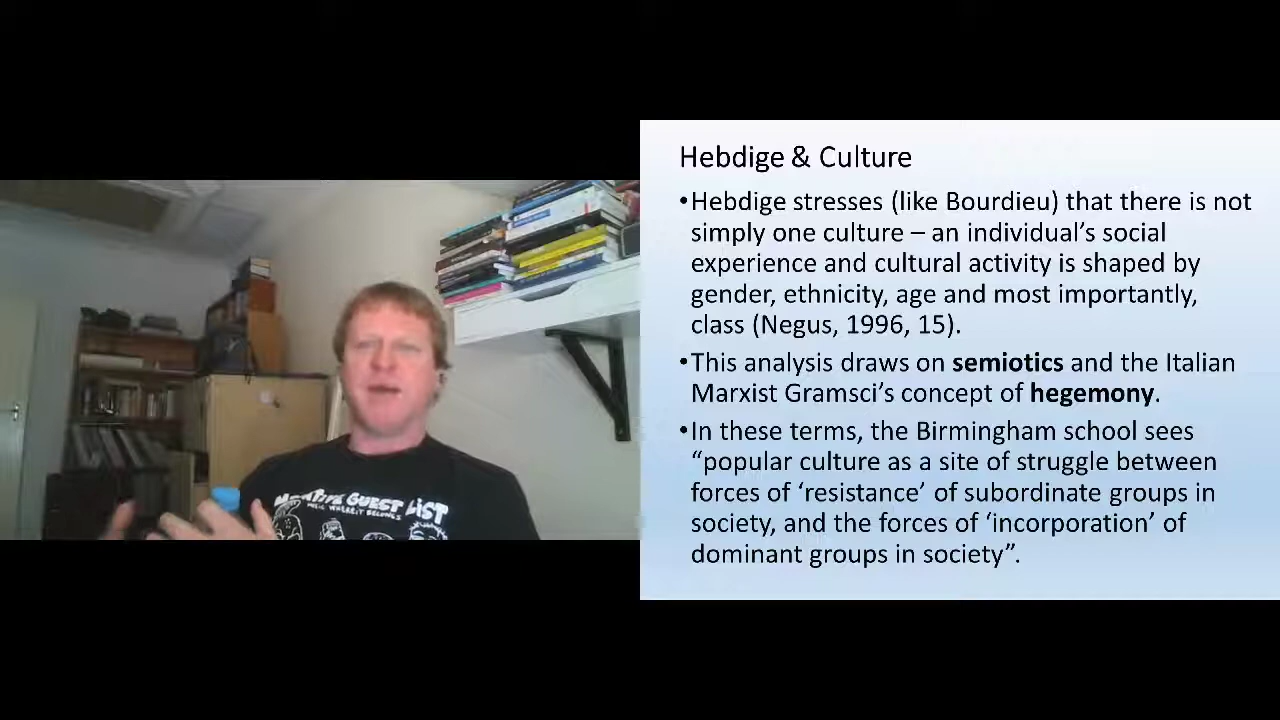 Hebdige & Culture
•Hebdige stresses (like Bourdieu) that there is not
simply one culture – an individual’s social
experience and cultural activity is shaped by
gender, ethnicity, age and most importantly,
class (Negus, 1996, 15).
•This analysis draws on semiotics and the Italian
Marxist Gramsci’s concept of hegemony.
•In these terms, the Birmingham school sees
“popular culture as a site of struggle between
forces of ‘resistance’ of subordinate groups in
society, and the forces of ‘incorporation’ of
dominant groups in society”.
GUEST LIST